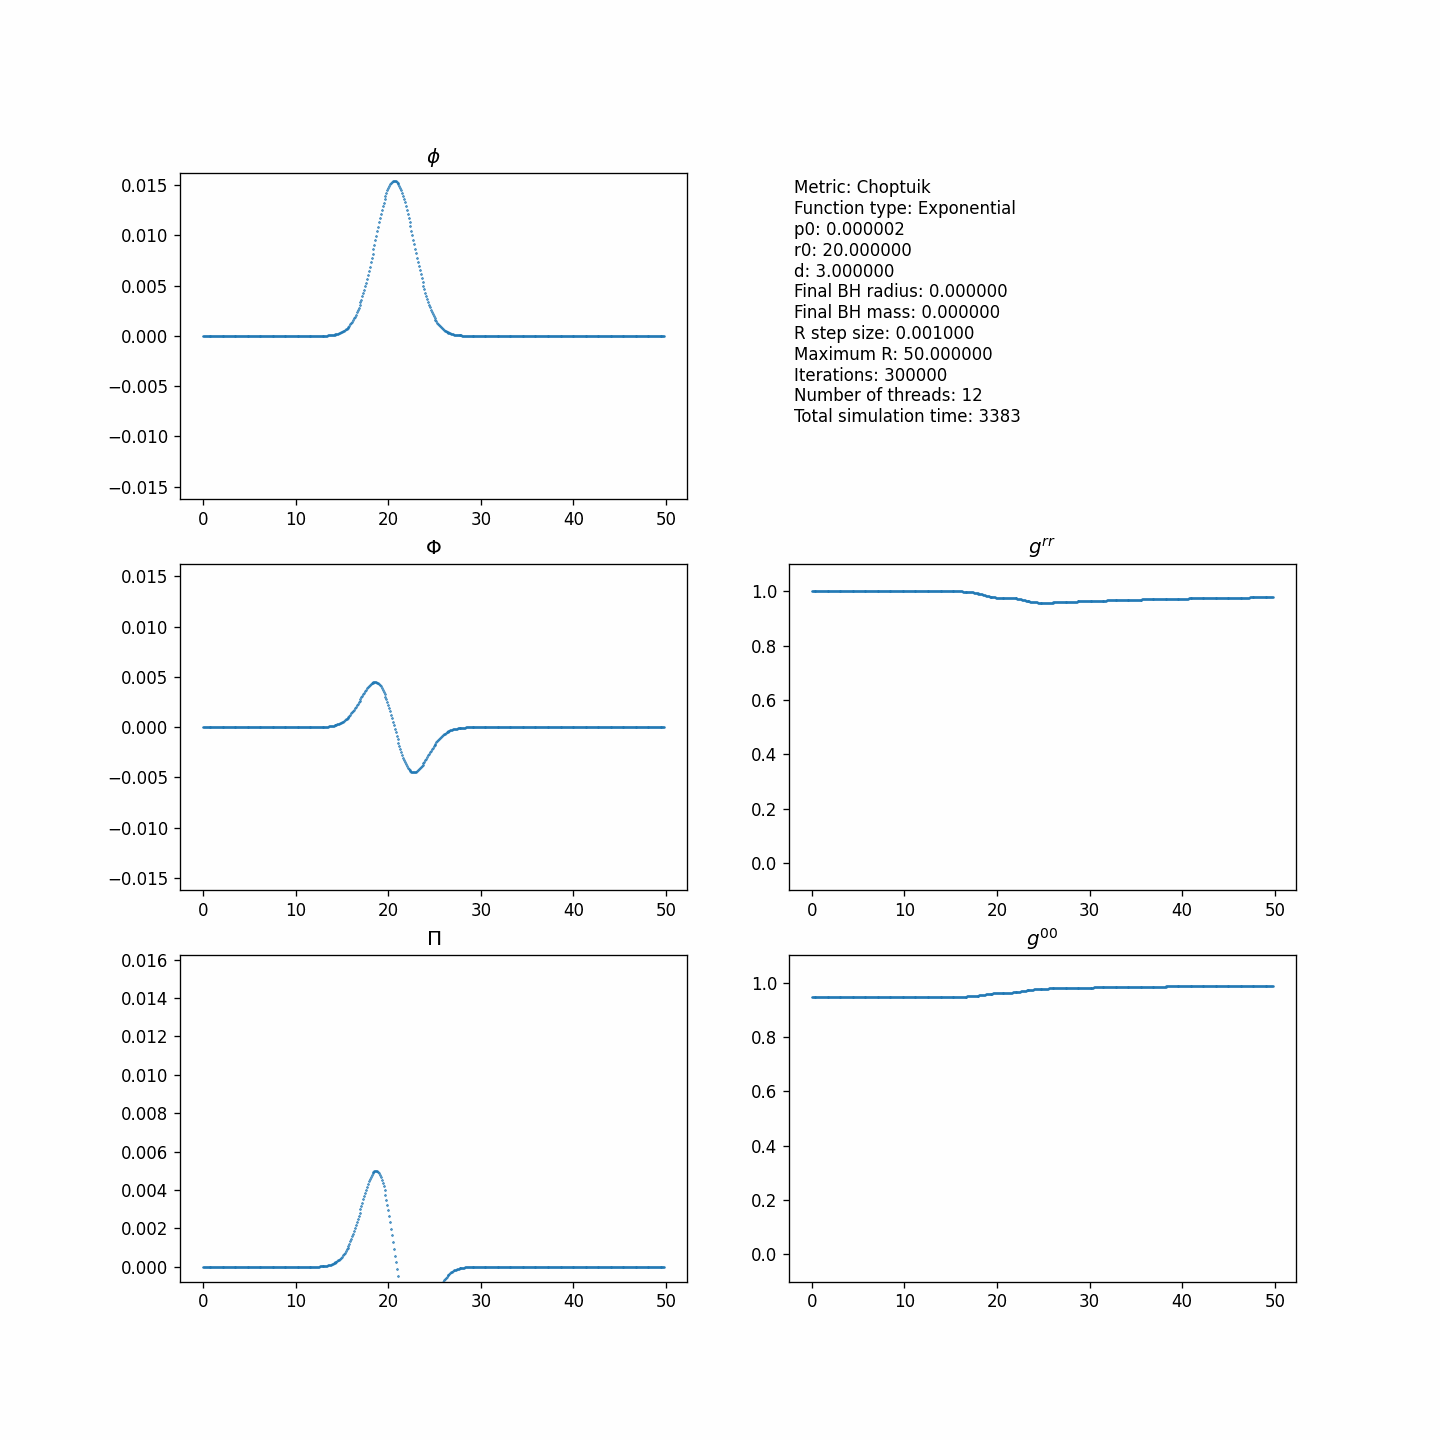 ϕ
0.015
0.010
0.005
0.000
−0.005
−0.010
−0.015
0 10 20 30 40 50
Metric: Choptuik
Function type: Exponential
p0: 0.000002
r0: 20.000000
d: 3.000000
Final BH radius: 0.000000
Final BH mass: 0.000000
R step size: 0.001000
Maximum R: 50.000000
Iterations: 300000
Number of threads: 12
Total simulation time: 3383
Φ
0.015
0.010
0.005
0.000
−0.005
−0.010
−0.015
0 10 20 30 40 50
g^{rr}
1.0
0.8
0.6
0.4
0.2
0.0
0 10 20 30 40 50
Π
0.016
0.014
0.012
0.010
0.008
0.006
0.004
0.002
0.000
0 10 20 30 40 50
g^{00}
1.0
0.8
0.6
0.4
0.2
0.0
0 10 20 30 40 50